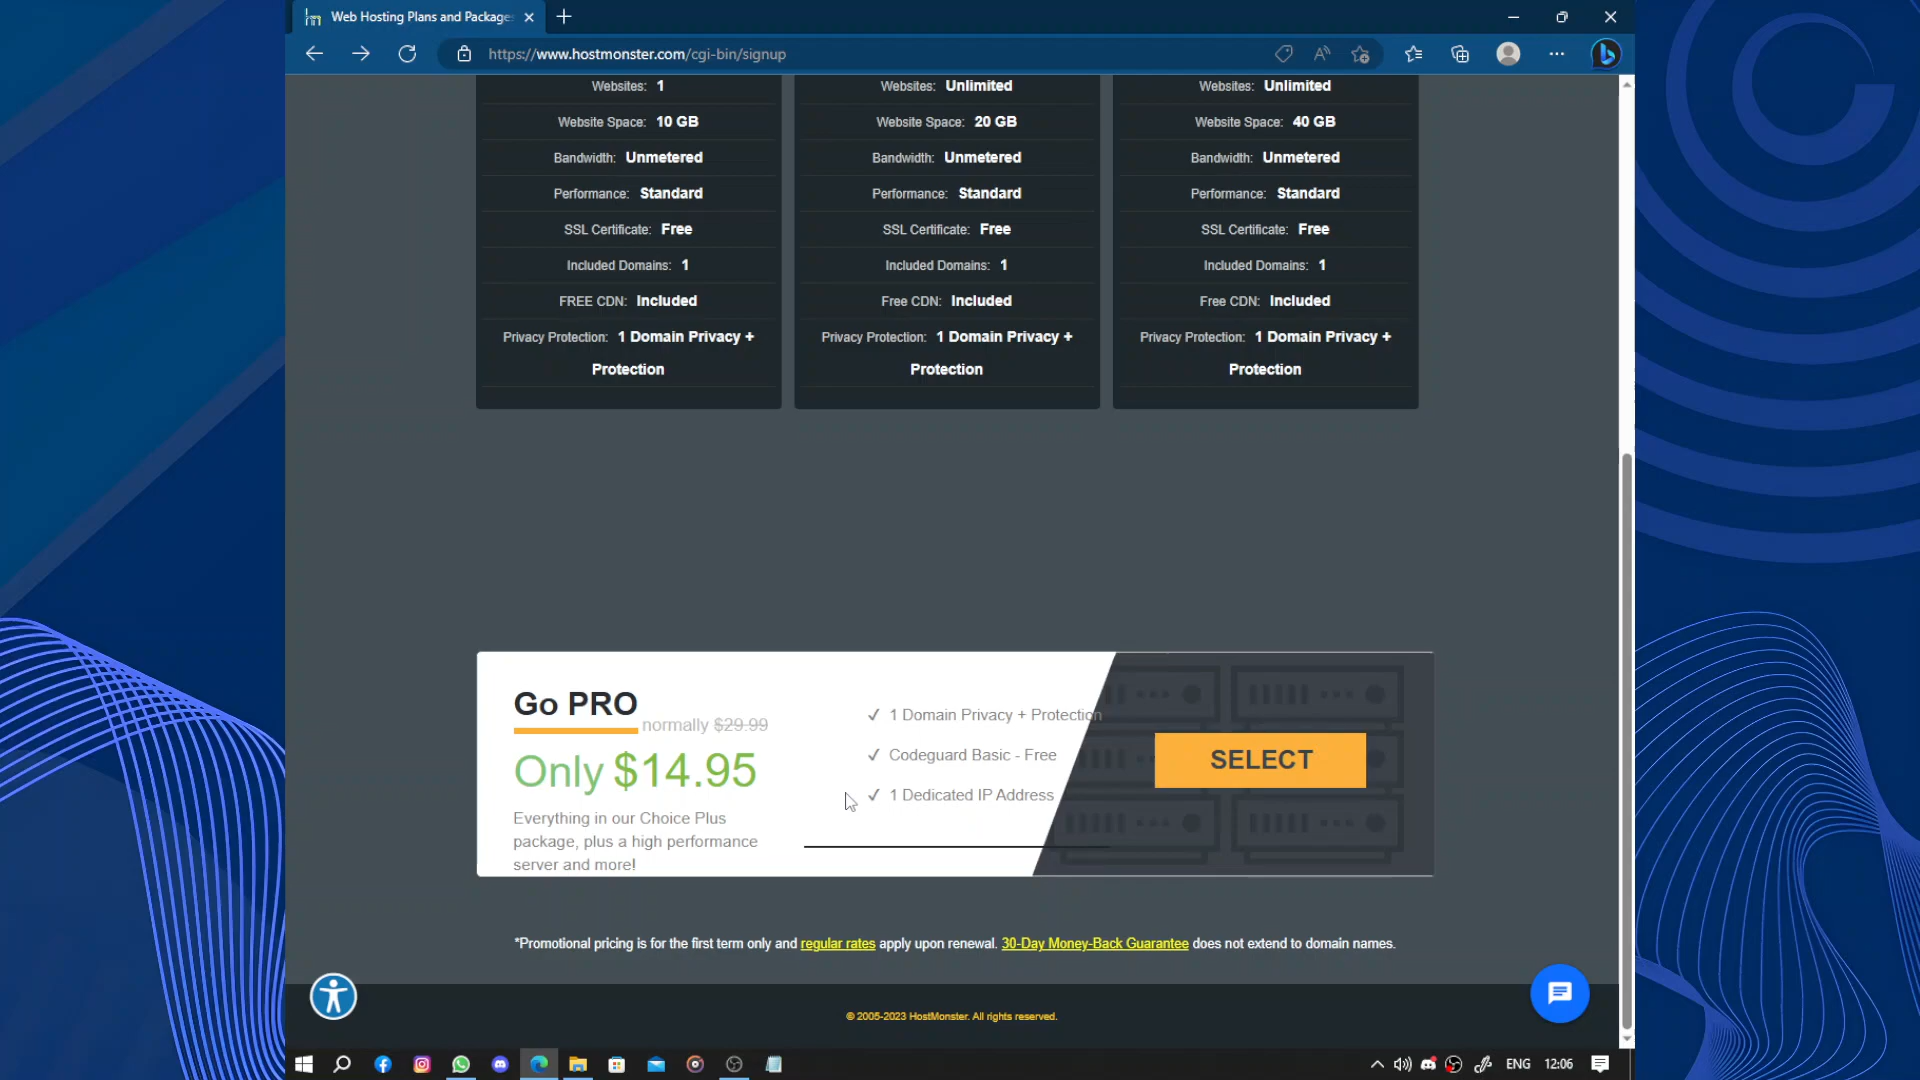 Web Hosting Plans and Package
https://www.hostmonster.com/cgi-bin/signup
Websites: 1
Website Space: 10 GB
Bandwidth: Unmetered
Performance: Standard
SSL Certificate: Free
Included Domains: 1
FREE CDN: Included
Privacy Protection: 1 Domain Privacy +
Protection
Websites: Unlimited
Website Space: 20 GB
Bandwidth: Unmetered
Performance: Standard
SSL Certificate: Free
Included Domains: 1
Free CDN: Included
Privacy Protection: 1 Domain Privacy +
Protection
Websites: Unlimited
Website Space: 40 GB
Bandwidth: Unmetered
Performance: Standard
SSL Certificate: Free
Included Domains: 1
Free CDN: Included
Privacy Protection: 1 Domain Privacy +
Protection
Go PRO
normally $29.99
Only $14.95
Everything in our Choice Plus
package, plus a high performance
server and more!
✓ 1 Domain Privacy + Protection
✓ Codeguard Basic - Free
✓ 1 Dedicated IP Address
SELECT
*Promotional pricing is for the first term only and regular rates apply upon renewal. 30-Day Money-Back Guarantee does not extend to domain names.
© 2005-2023 HostMonster. All rights reserved.
ENG 12:06